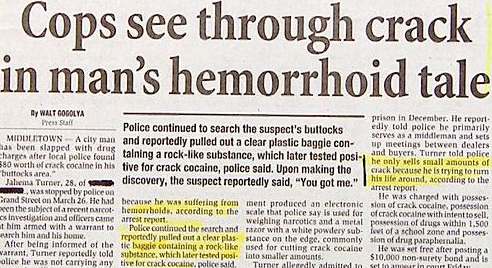 Cops see through crack
in man's hemorrhoid tale
By WALT GOGOLYA
Press Staff
MIDDLETOWN — A city man
has been slapped with drug
charges after local police found
$80 worth of crack cocaine in his
"buttocks area."
Jahema Turner, 28, of
was stopped by police on
Grand Street on March 26. He had
been the subject of a recent narcot-
ics investigation and officers came
to him armed with a warrant to
search him and his home.
After being informed of the
warrant, Turner reportedly told
police he was not carrying any
Police continued to search the suspect's buttocks
and reportedly pulled out a clear plastic baggie con-
taining a rock-like substance, which later tested posi-
tive for crack cocaine, police said. Upon making the
discovery, the suspect reportedly said, "You got me."
because he was suffering from
hemorrhoids, according to the
arrest report.
Police continued the search and
reportedly pulled out a clear plas-
tic baggie containing a rock-like
substance, which later tested posi-
tive for crack cocaine, police said.
ment produced an electronic
scale that police say is used for
weighing narcotics and a metal
razor with a white powdery sub-
stance on the edge, commonly
used for cutting crack cocaine
into smaller amounts.
Turner allegedly admitted to
prison in December. He report-
edly told police he primarily
serves as a middleman and sets
up meetings between dealers
and buyers. Turner told police
he only sells small amounts of
crack because he is trying to turn
his life around, according to the
arrest report.
He was charged with posses-
sion of crack cocaine, possession
of crack cocaine with intent to sell,
possession of drugs within 1,500
feet of a school zone and posses-
sion of drug paraphernalia.
He was set free after posting a
$10,000 non-surety bond and is
set to appear in court today in